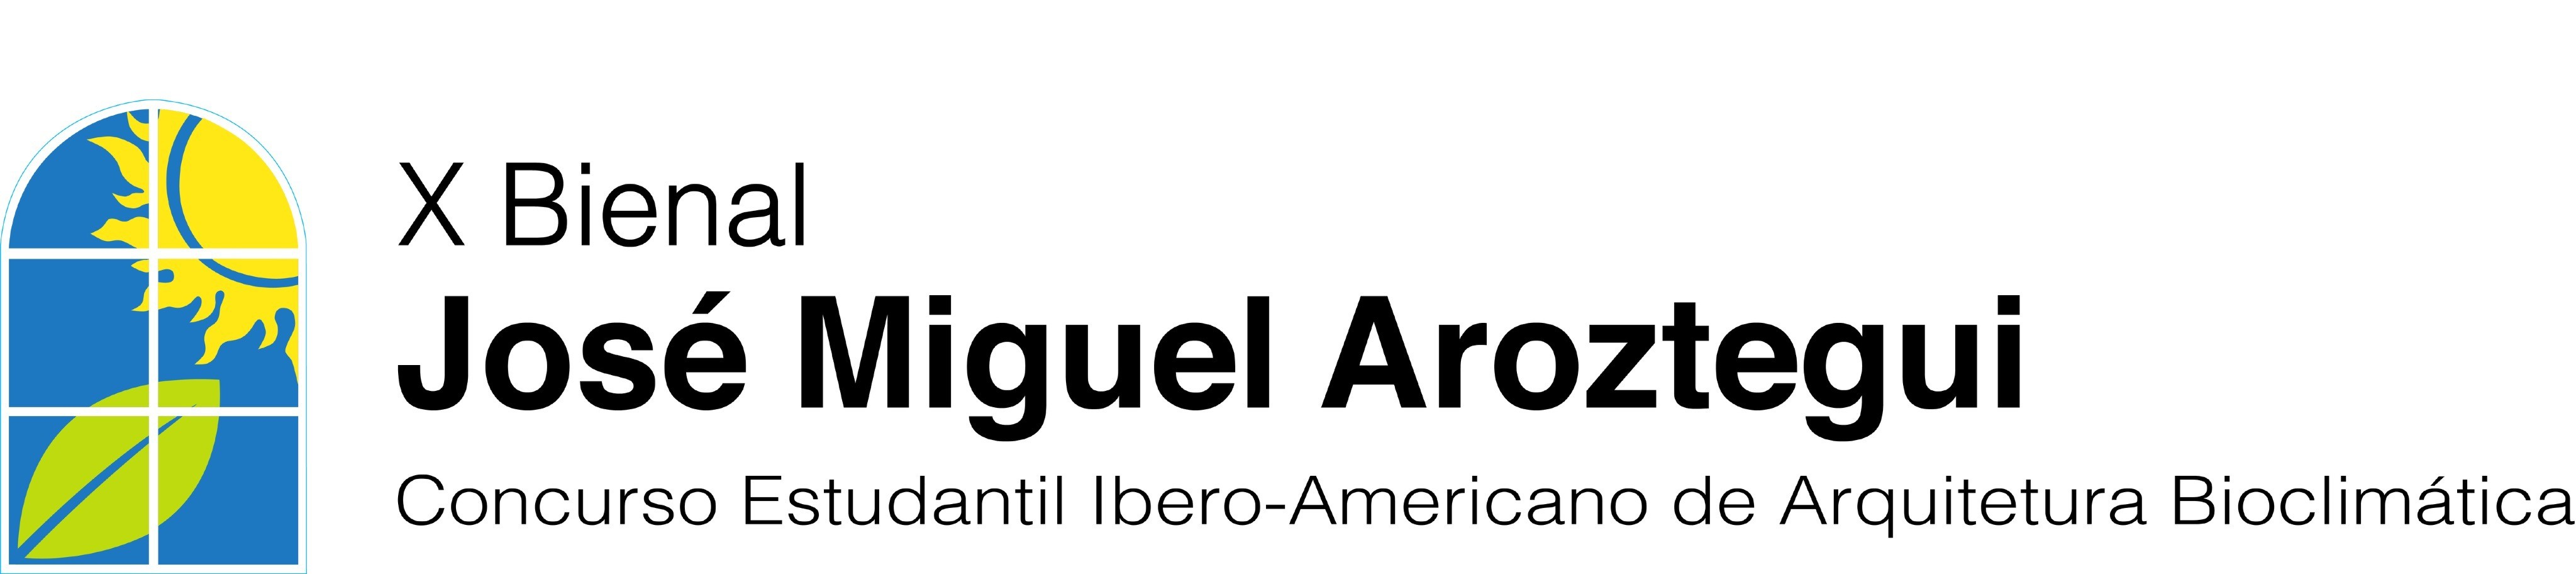 X Bienal
José Miguel Aroztegui
Concurso Estudantil Ibero-Americano de Arquitetura Bioclimática